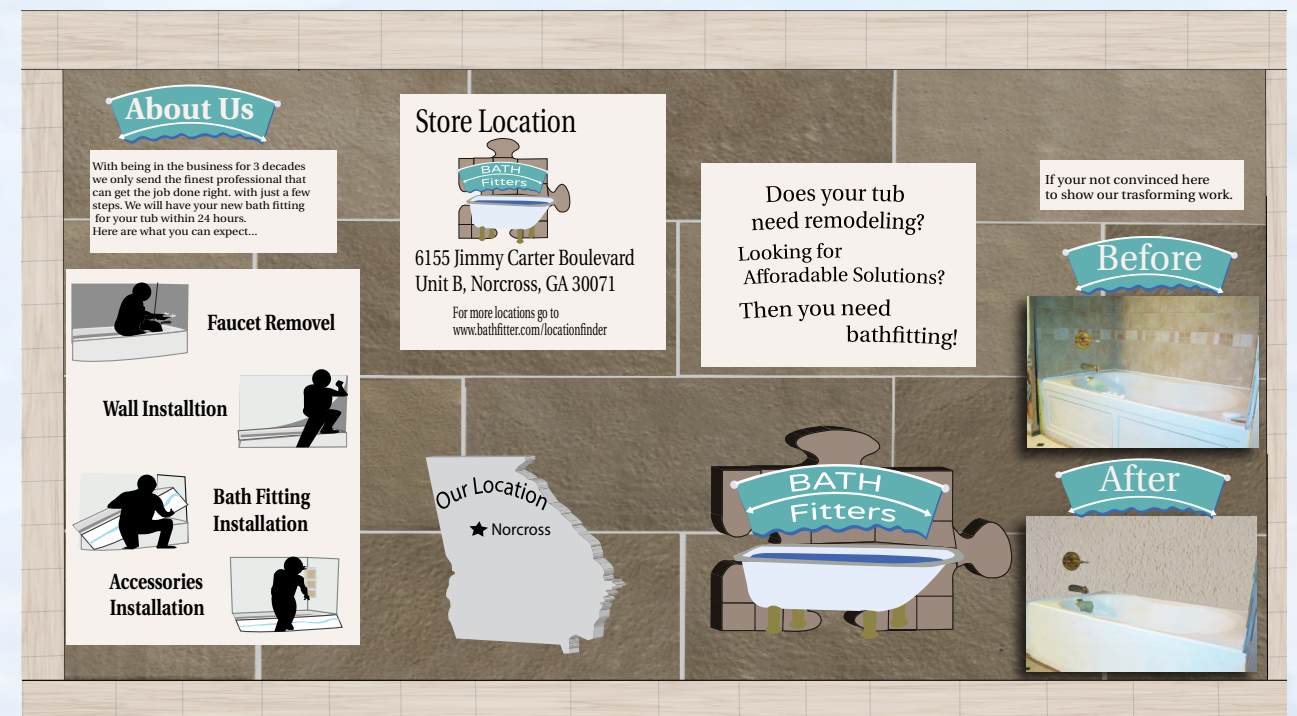 About Us
With being in the business for 3 decades
we only send the finest professional that
can get the job done right. with just a few
steps. We will have your new bath fitting
for your tub within 24 hours.
Here are what you can expect...
Faucet Removel
Wall Installtion
Bath Fitting
Installation
Accessories
Installation
Store Location
BATH
Fitters
6155 Jimmy Carter Boulevard
Unit B, Norcross, GA 30071
For more locations go to
www.bathfitter.com/locationfinder
Our Location
Norcross
Does your tub
need remodeling?
Looking for
Afforadable Solutions?
Then you need
bathfitting!
BATH
Fitters
If your not convinced here
to show our trasforming work.
Before
After